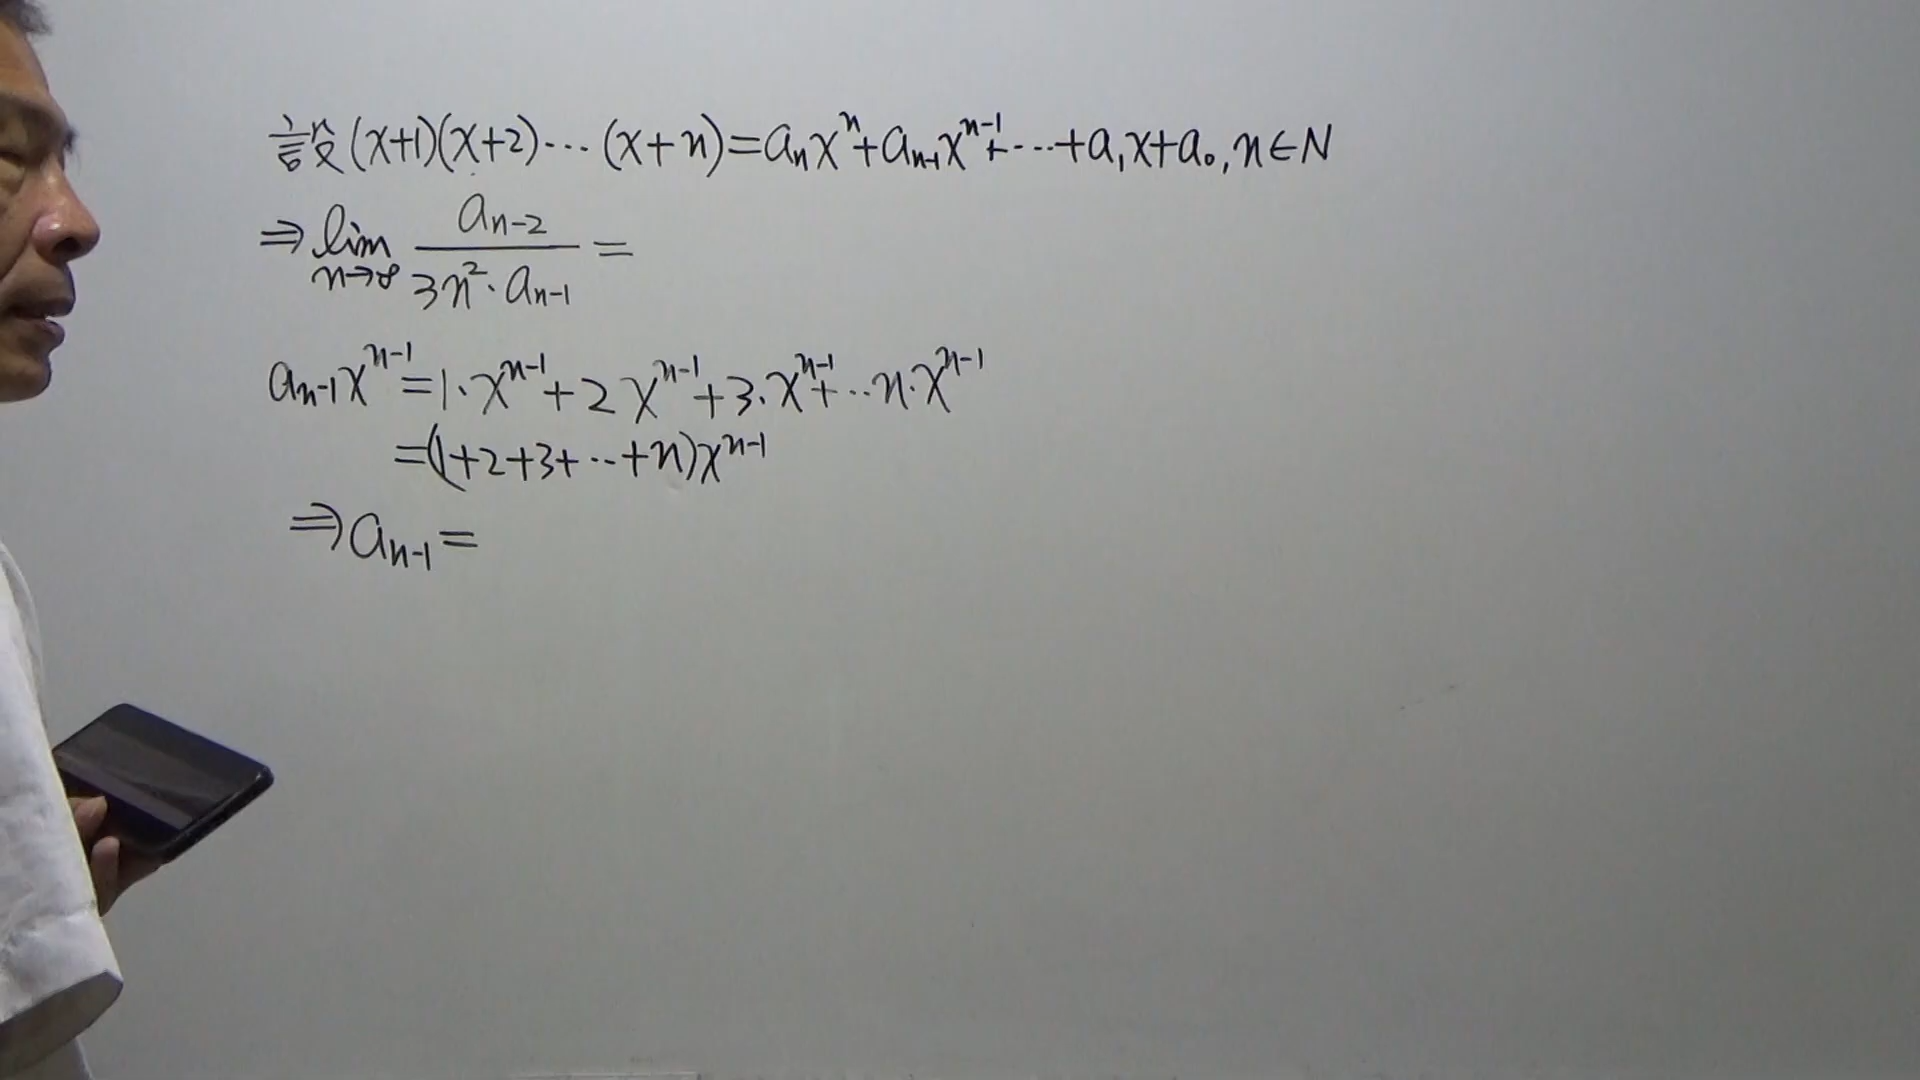 設(x+1)(x+2)⋯(x+n)=aₙxⁿ+aₙ₋₁xⁿ⁻¹+⋯+a₁x+a₀, n∈N
⇒ lim n→∞ aₙ₋₂ / 3n²·aₙ₋₁ =
aₙ₋₁xⁿ⁻¹=1·xⁿ⁻¹+2xⁿ⁻¹+3·xⁿ⁻¹+⋯n·xⁿ⁻¹
=(1+2+3+⋯+n)xⁿ⁻¹
⇒aₙ₋₁=